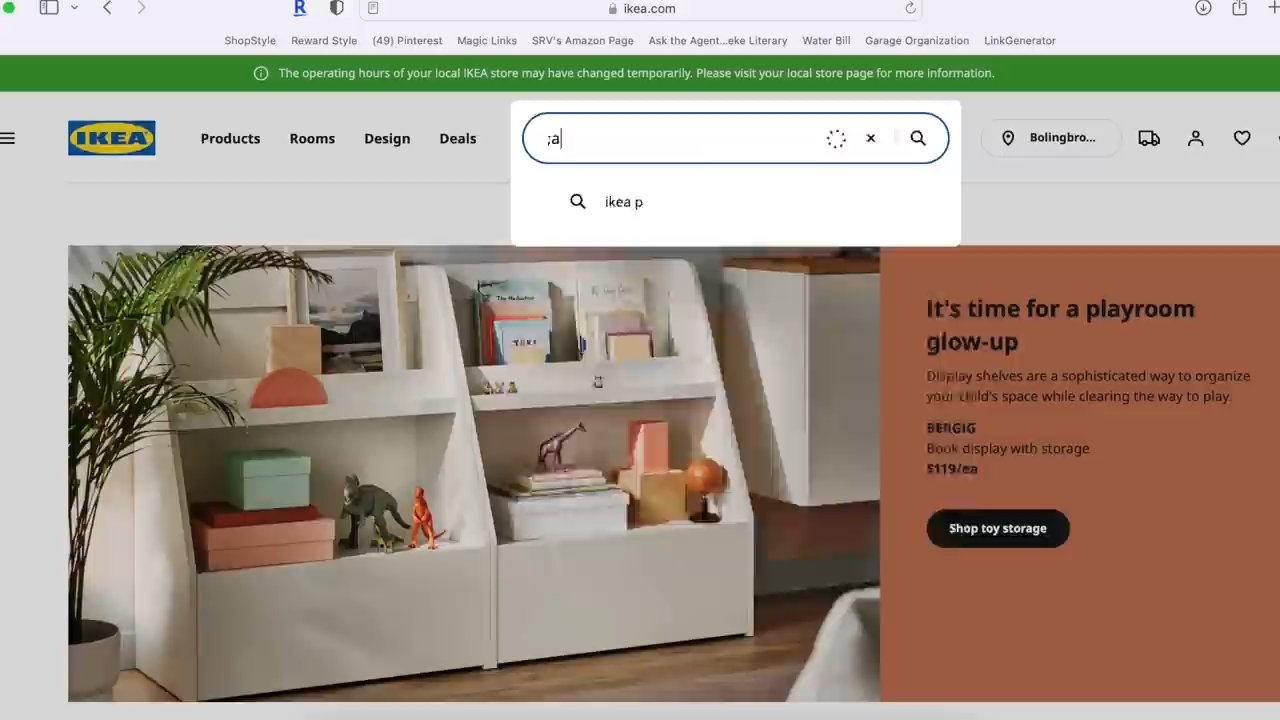 R
ikea.com
ShopStyle Reward Style (49) Pinterest Magic Links SRV's Amazon Page Ask the Agent...eke Literary Water Bill Garage Organization LinkGenerator
The operating hours of your local IKEA store may have changed temporarily. Please visit your local store page for more information.
IKEA Products Rooms Design Deals ;a Bolingbro...
ikea p
It's time for a playroom
glow-up
Display shelves are a sophisticated way to organize
your child's space while clearing the way to play.
BERGIG
Book display with storage
$119/ea
Shop toy storage